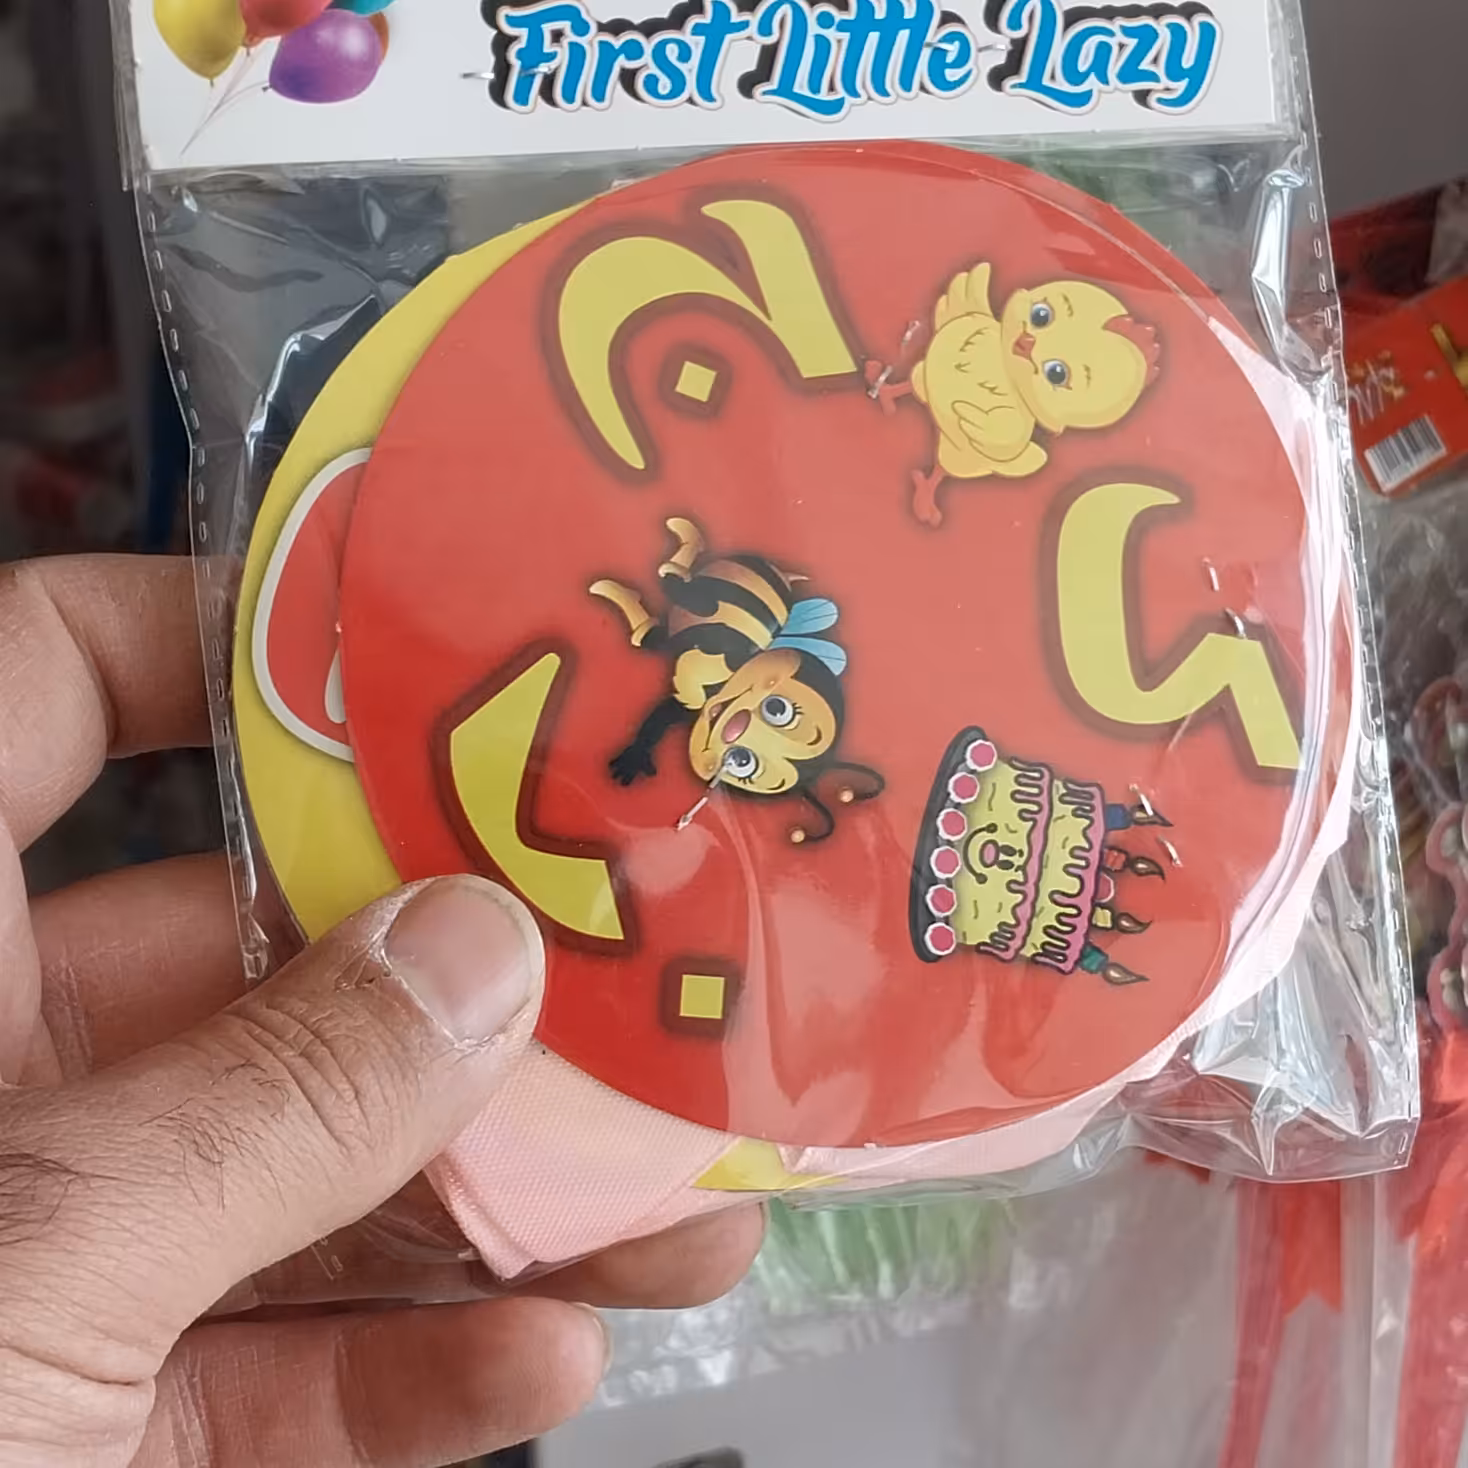 First Little Lazy
ج
ی
ز